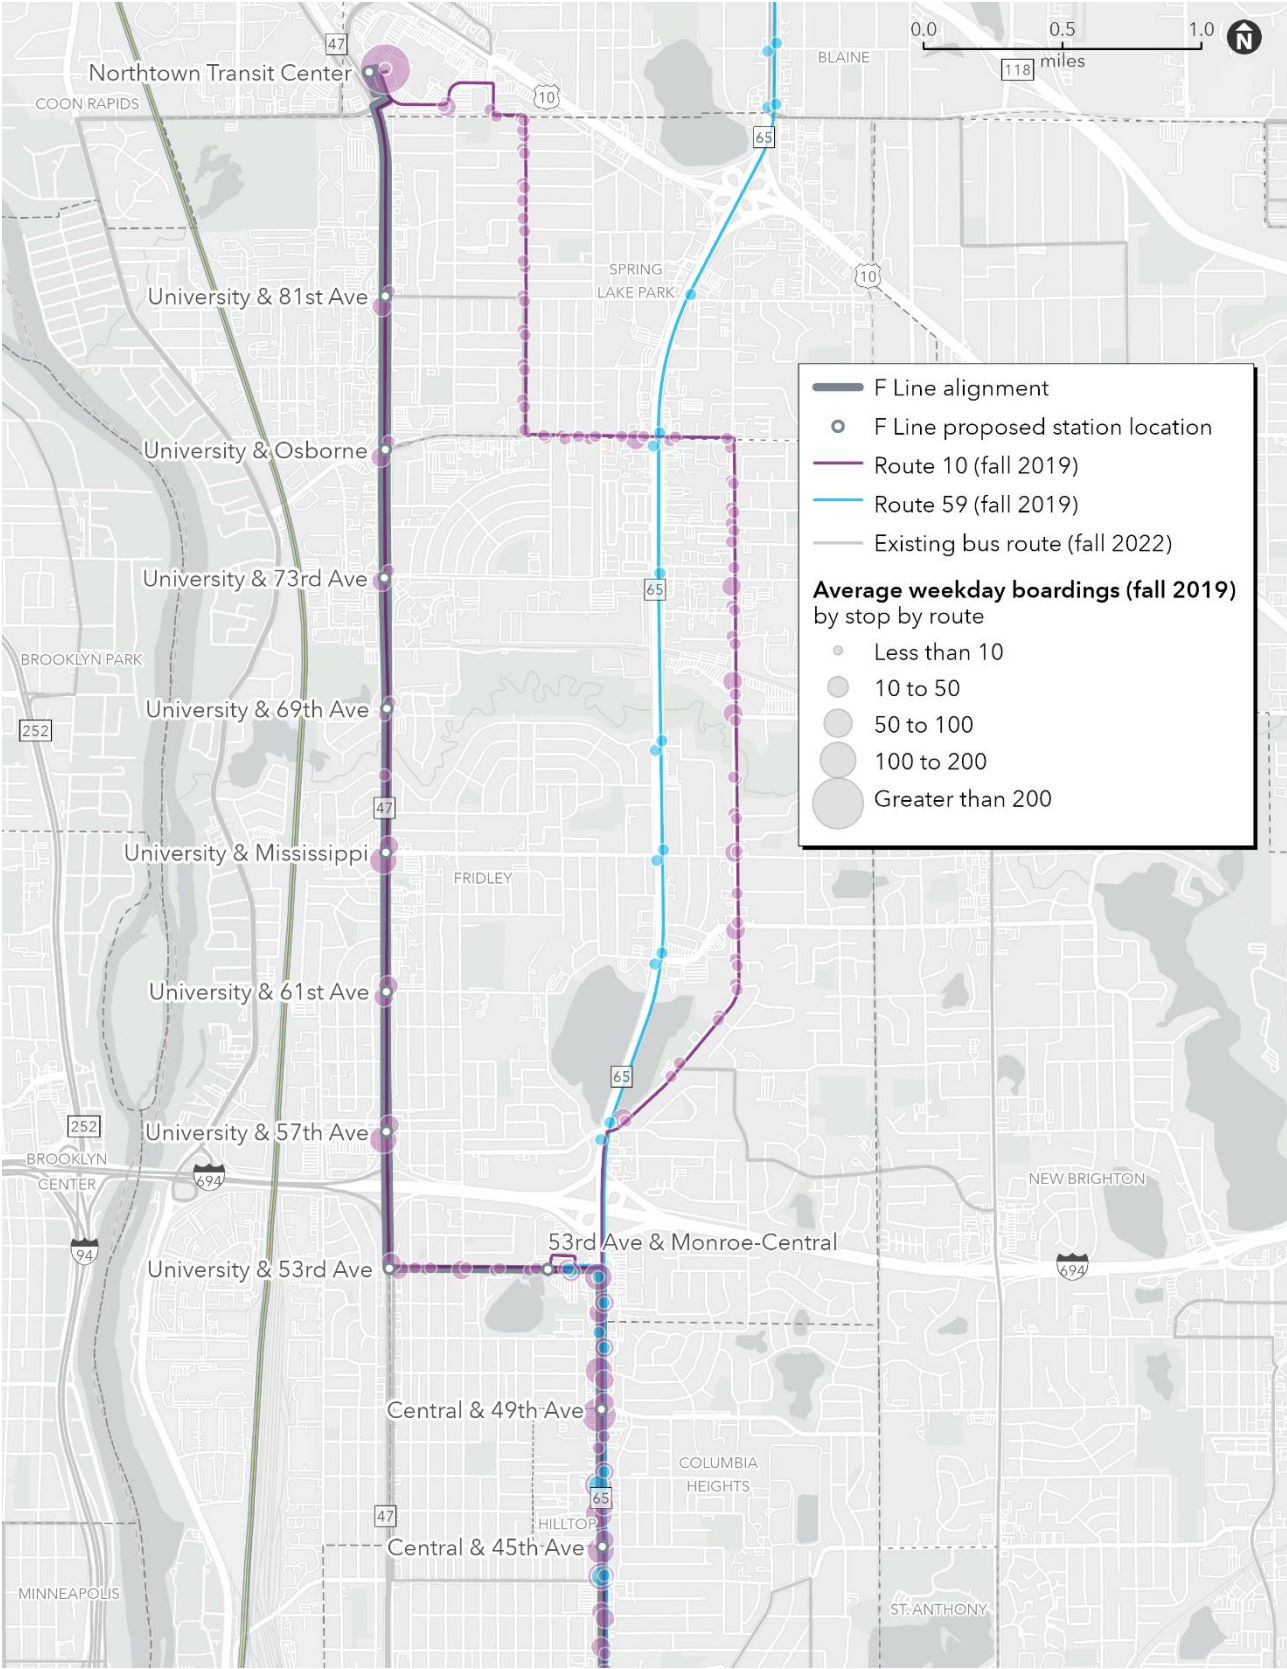 0.0 0.5 1.0
miles
N
47
BLAINE
118
Northtown Transit Center
COON RAPIDS
10
65
SPRING
LAKE PARK
10
University & 81st Ave
F Line alignment
F Line proposed station location
Route 10 (fall 2019)
Route 59 (fall 2019)
Existing bus route (fall 2022)
Average weekday boardings (fall 2019)
by stop by route
Less than 10
10 to 50
50 to 100
100 to 200
Greater than 200
University & Osborne
University & 73rd Ave
65
BROOKLYN PARK
University & 69th Ave
252
47
University & Mississippi
FRIDLEY
University & 61st Ave
65
252
University & 57th Ave
BROOKLYN
CENTER
694
NEW BRIGHTON
94
53rd Ave & Monroe-Central
University & 53rd Ave
694
Central & 49th Ave
COLUMBIA
HEIGHTS
65
47
HILLTOP
Central & 45th Ave
MINNEAPOLIS
ST. ANTHONY